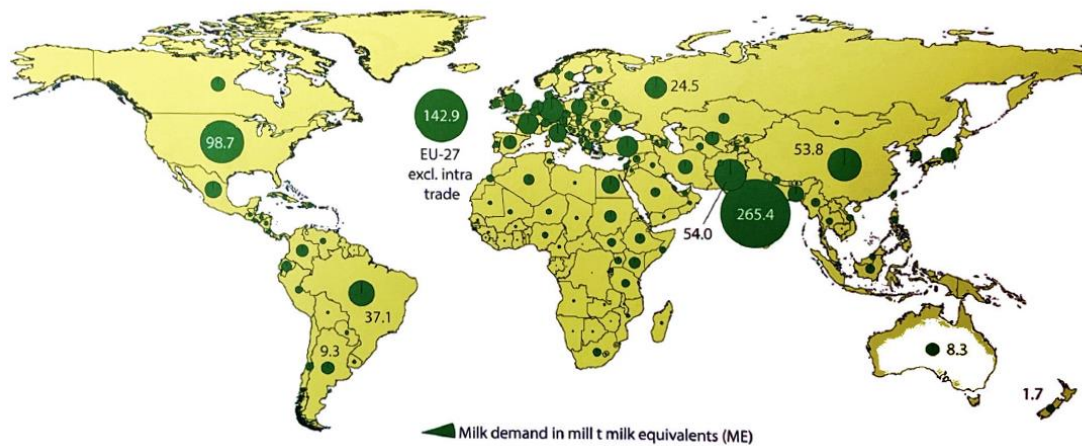 24.5
142.9
98.7
EU-27
excl. intra
trade
53.8
265.4
54.0
37.1
9.3
8.3
1.7
Milk demand in mill t milk equivalents (ME)